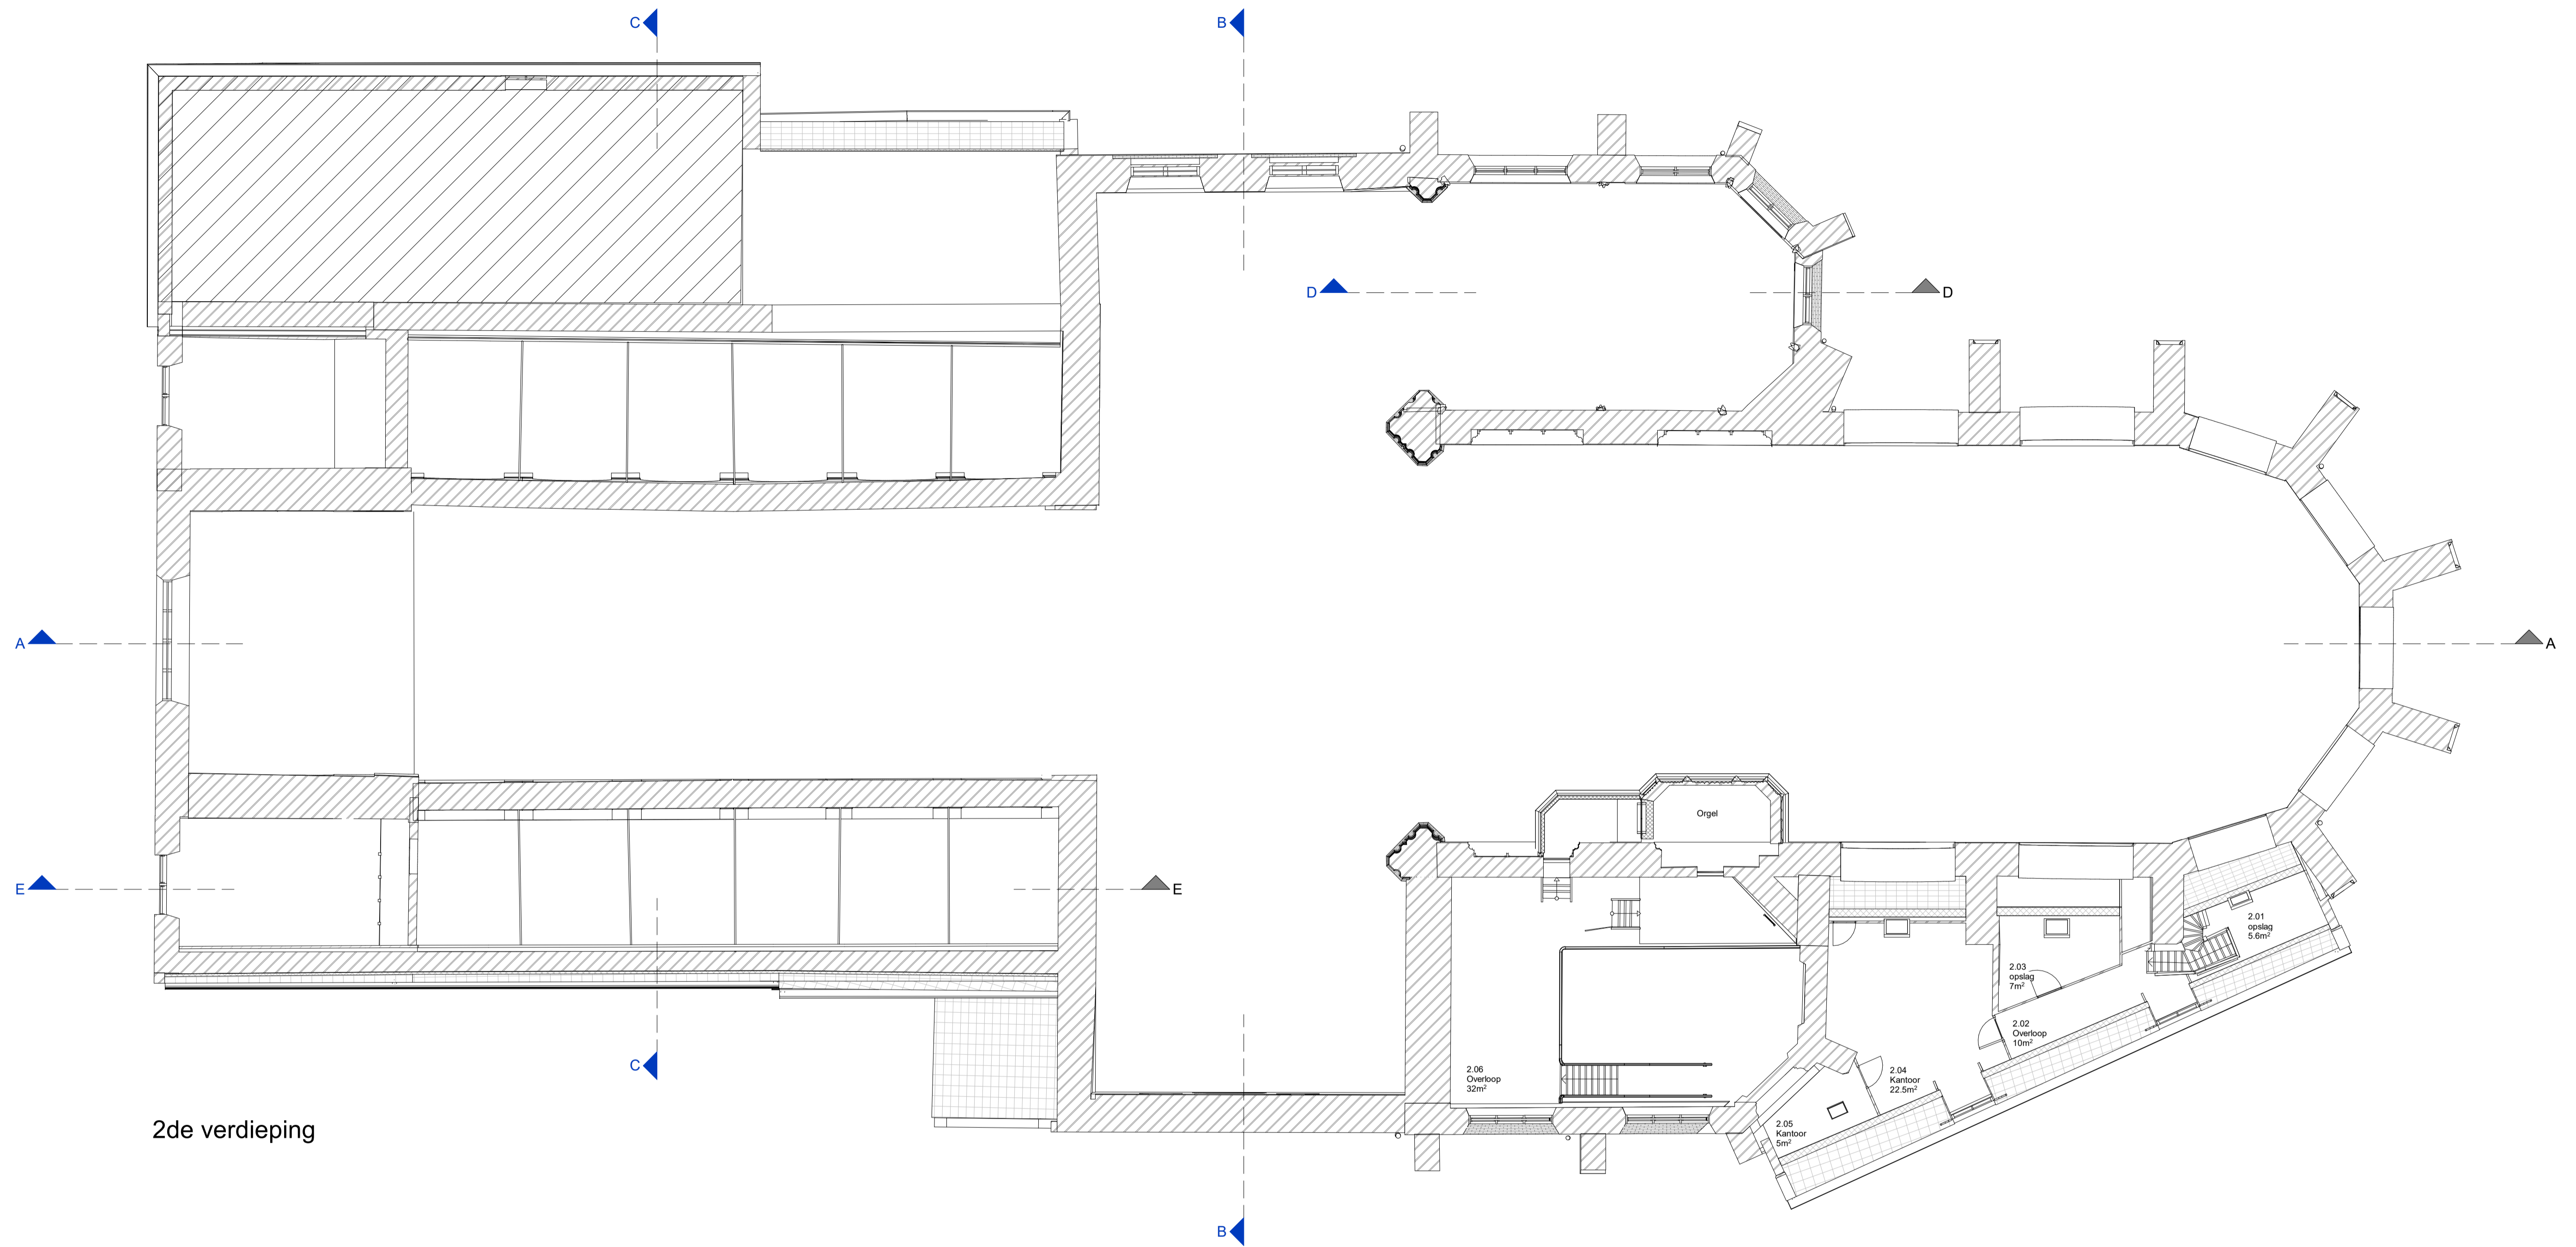 C
B
D
D
A
A
Orgel
E
E
2.01
opslag
5.6m²
2.03
opslag
7m²
2.02
Overloop
10m²
2.06
Overloop
32m²
2.04
Kantoor
22.5m²
C
2.05
Kantoor
5m²
2de verdieping
B